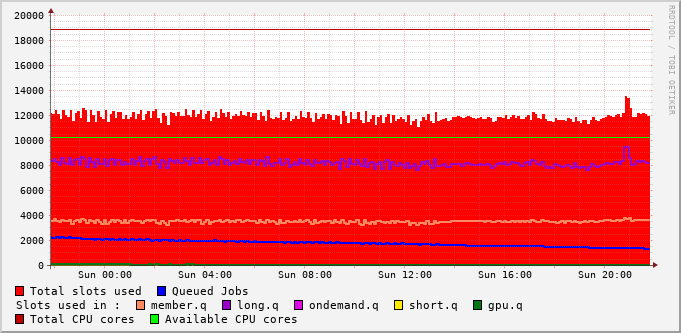 20000
18000
16000
14000
12000
10000
8000
6000
4000
2000
0
Sun 00:00 Sun 04:00 Sun 08:00 Sun 12:00 Sun 16:00 Sun 20:00
RRDTOOL / TOBI OETIKER
Total slots used Queued Jobs
Slots used in : member.q long.q ondemand.q short.q gpu.q
Total CPU cores Available CPU cores